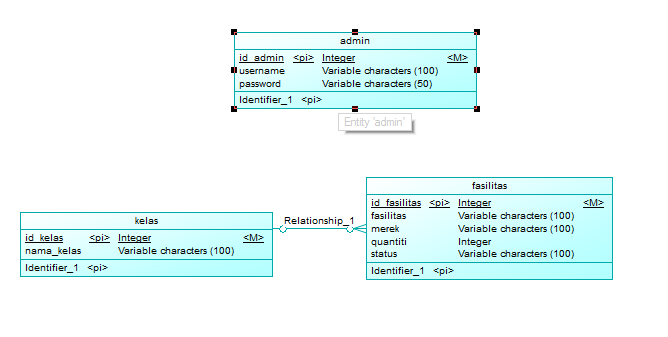 admin
id_admin <pi> Integer <M>
username Variable characters (100)
password Variable characters (50)
Identifier_1 <pi>
Entity 'admin'
kelas
id_kelas <pi> Integer <M>
nama_kelas Variable characters (100)
Identifier_1 <pi>
Relationship_1
fasilitas
id_fasilitas <pi> Integer <M>
fasilitas Variable characters (100)
merek Variable characters (100)
quantiti Integer
status Variable characters (100)
Identifier_1 <pi>